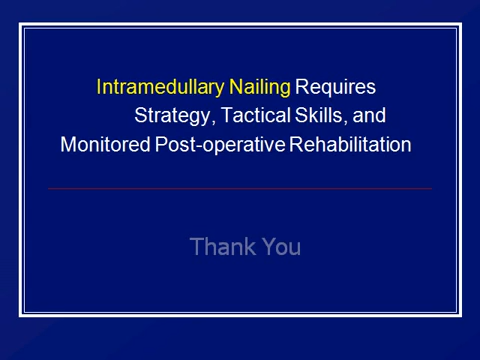 Intramedullary Nailing Requires
Strategy, Tactical Skills, and
Monitored Post-operative Rehabilitation
Thank You